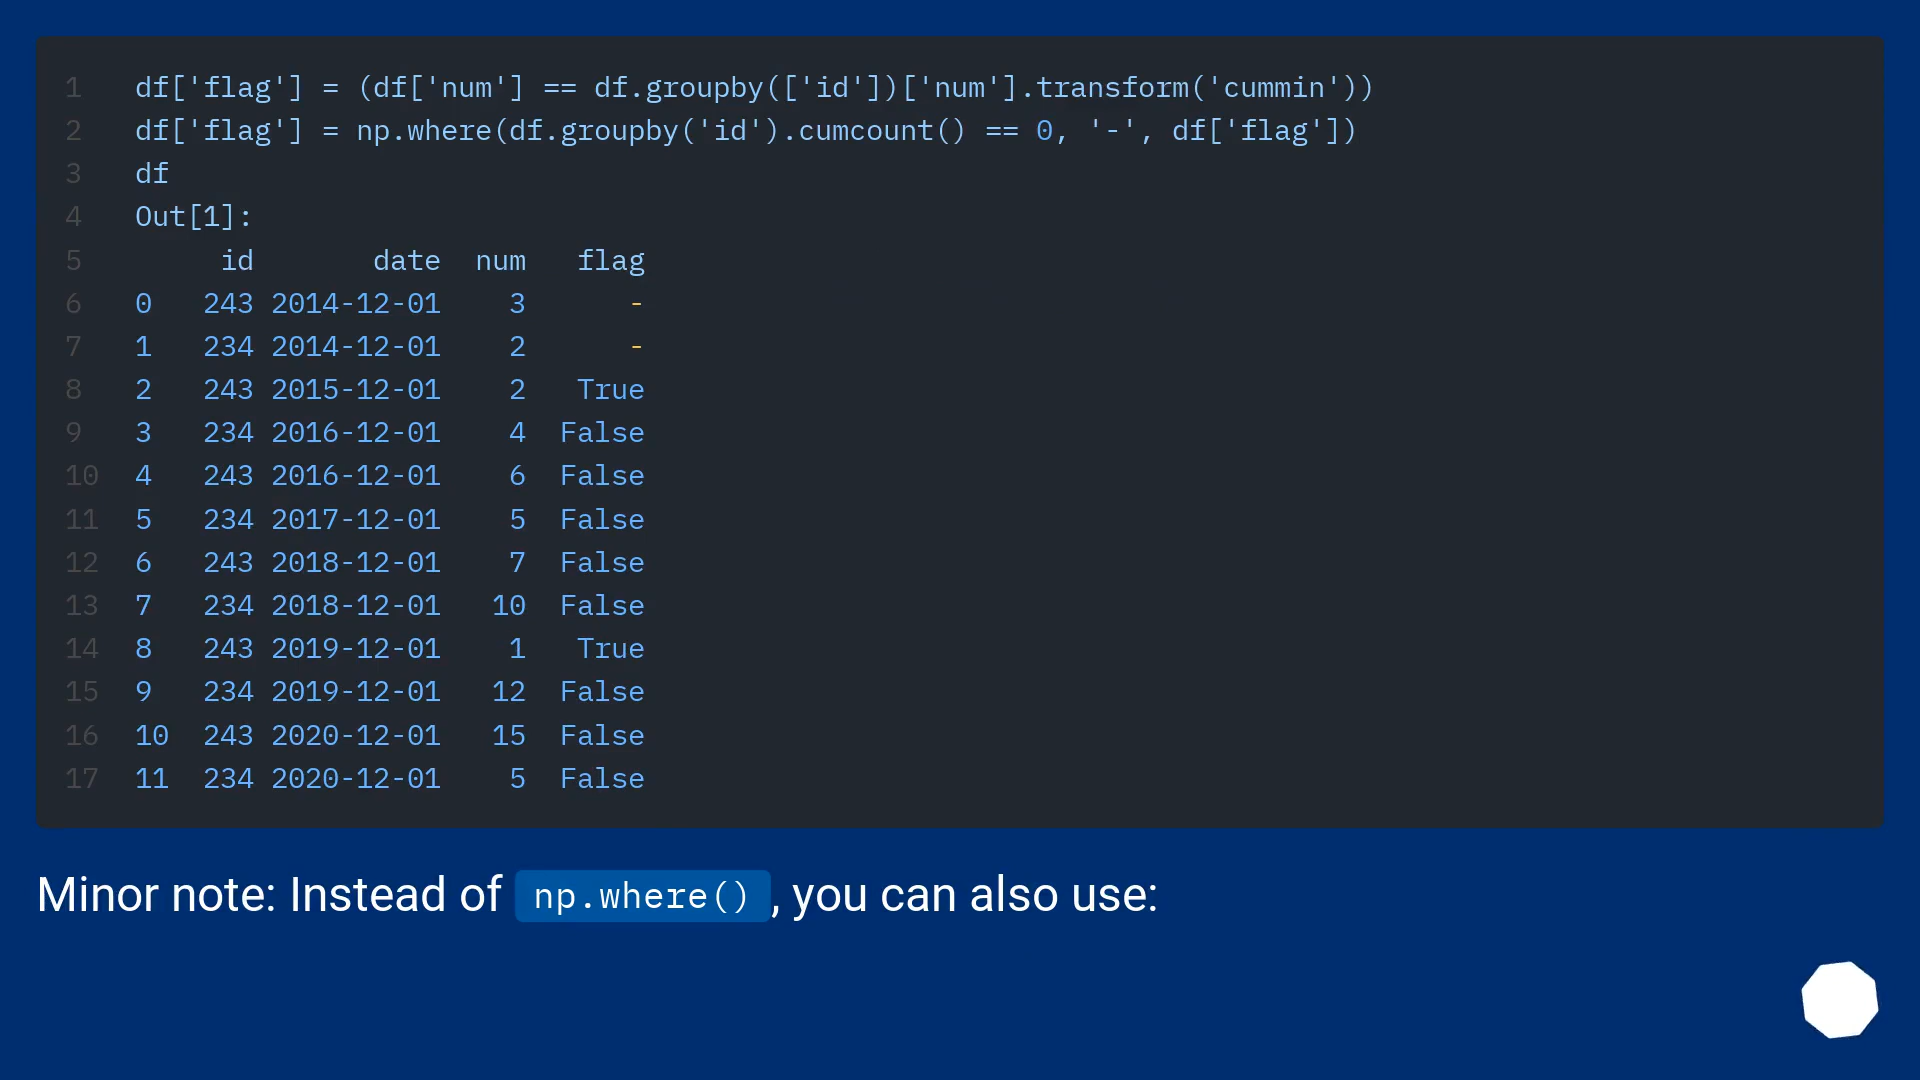 1 df['flag'] = (df['num'] == df.groupby(['id'])['num'].transform('cummin'))
2 df['flag'] = np.where(df.groupby('id').cumcount() == 0, '-', df['flag'])
3 df
4 Out[1]:
5      id       date  num   flag
6 0   243 2014-12-01    3      -
7 1   234 2014-12-01    2      -
8 2   243 2015-12-01    2   True
9 3   234 2016-12-01    4  False
10 4   243 2016-12-01    6  False
11 5   234 2017-12-01    5  False
12 6   243 2018-12-01    7  False
13 7   234 2018-12-01   10  False
14 8   243 2019-12-01    1   True
15 9   234 2019-12-01   12  False
16 10  243 2020-12-01   15  False
17 11  234 2020-12-01    5  False
Minor note: Instead of np.where(), you can also use: